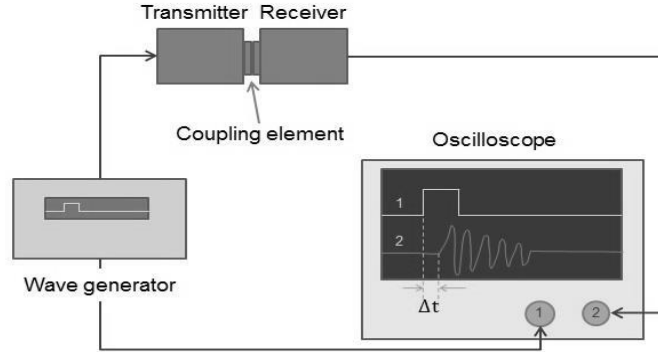 Transmitter Receiver
Coupling element
Oscilloscope
1
2
Δt
1 2
Wave generator